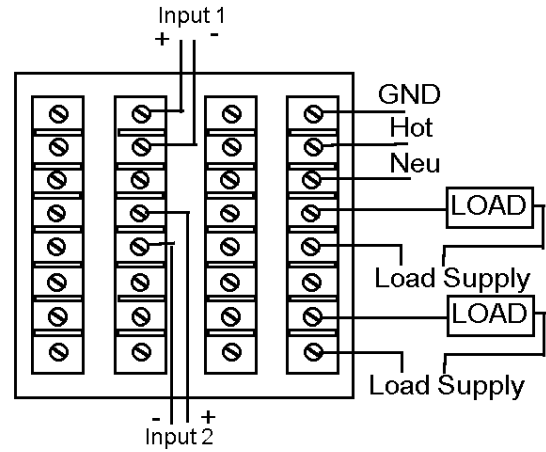 Input 1
+ -
GND
Hot
Neu
LOAD
Load Supply
LOAD
Load Supply
- +
Input 2